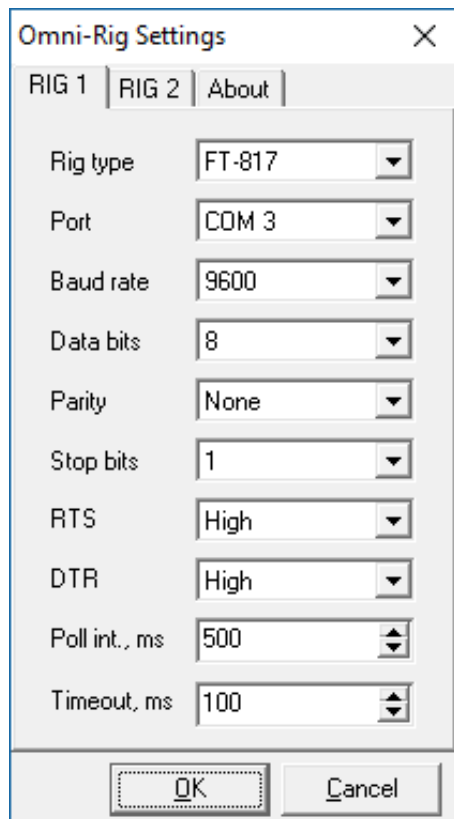 Omni-Rig Settings
RIG 1 RIG 2 About
Rig type FT-817
Port COM 3
Baud rate 9600
Data bits 8
Parity None
Stop bits 1
RTS High
DTR High
Poll int., ms 500
Timeout, ms 100
OK Cancel